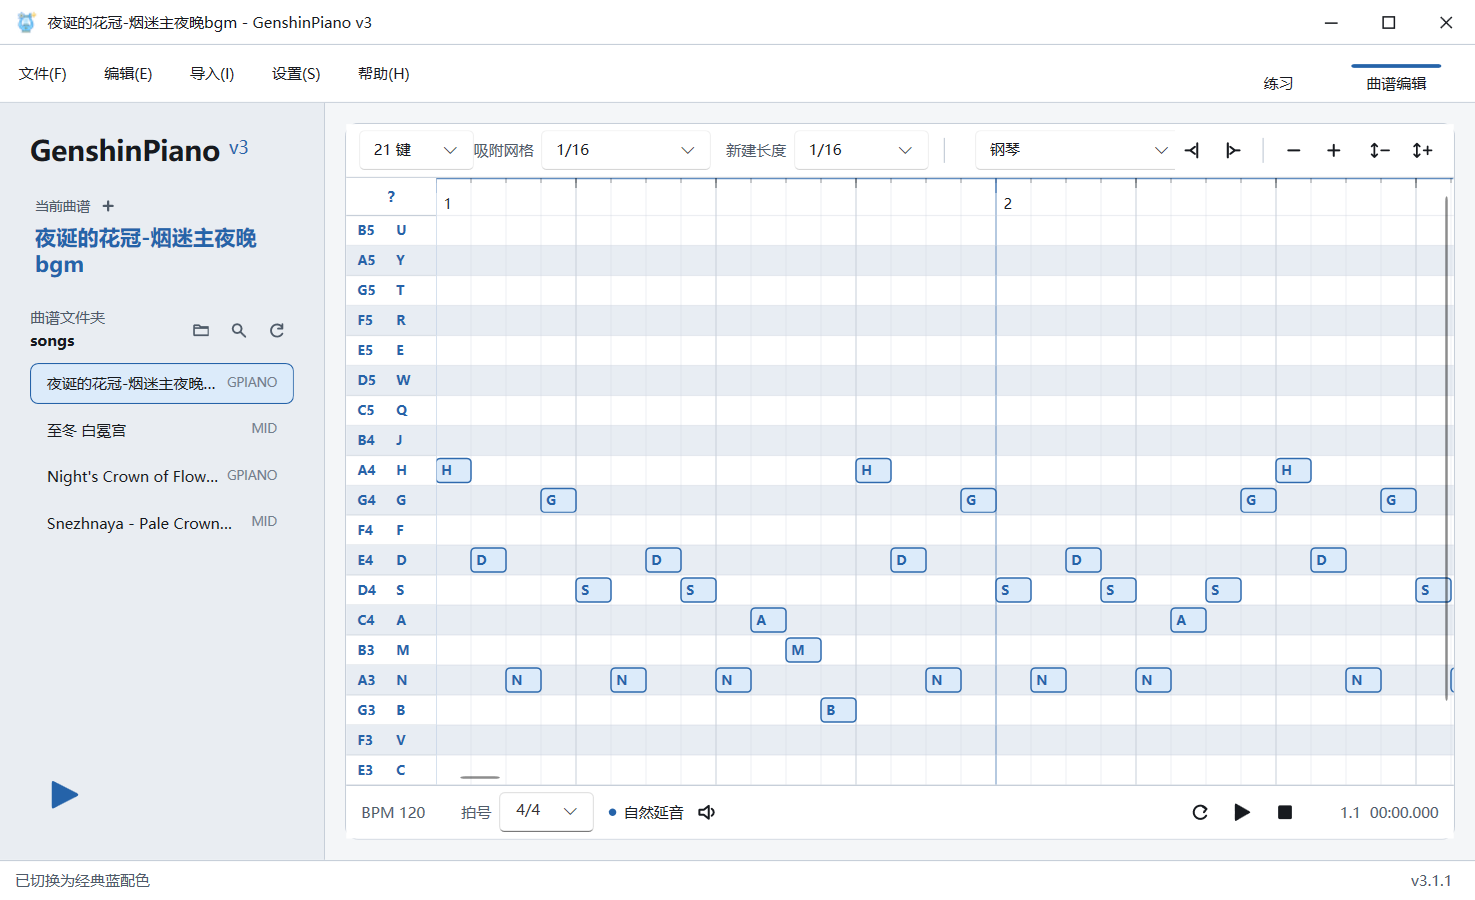 夜诞的花冠-烟迷主夜晚bgm - GenshinPiano v3
文件(F) 编辑(E) 导入(I) 设置(S) 帮助(H)
练习 曲谱编辑
GenshinPiano v3
当前曲谱 +
夜诞的花冠-烟迷主夜晚
bgm
曲谱文件夹
songs
夜诞的花冠-烟迷主夜晚... GPIANO
至冬 白冕宫 MID
Night's Crown of Flow... GPIANO
Snezhnaya - Pale Crown... MID
21 键 吸附网格 1/16 新建长度 1/16 钢琴
? 1 2
B5 U
A5 Y
G5 T
F5 R
E5 E
D5 W
C5 Q
B4 J
A4 H H H H
G4 G G G G G
F4 F
E4 D D D D D D
D4 S S S S S S S
C4 A A A
B3 M M
A3 N N N N N N N N
G3 B B
F3 V
E3 C
BPM 120 拍号 4/4 自然延音 1.1 00:00.000
已切换为经典蓝配色 v3.1.1